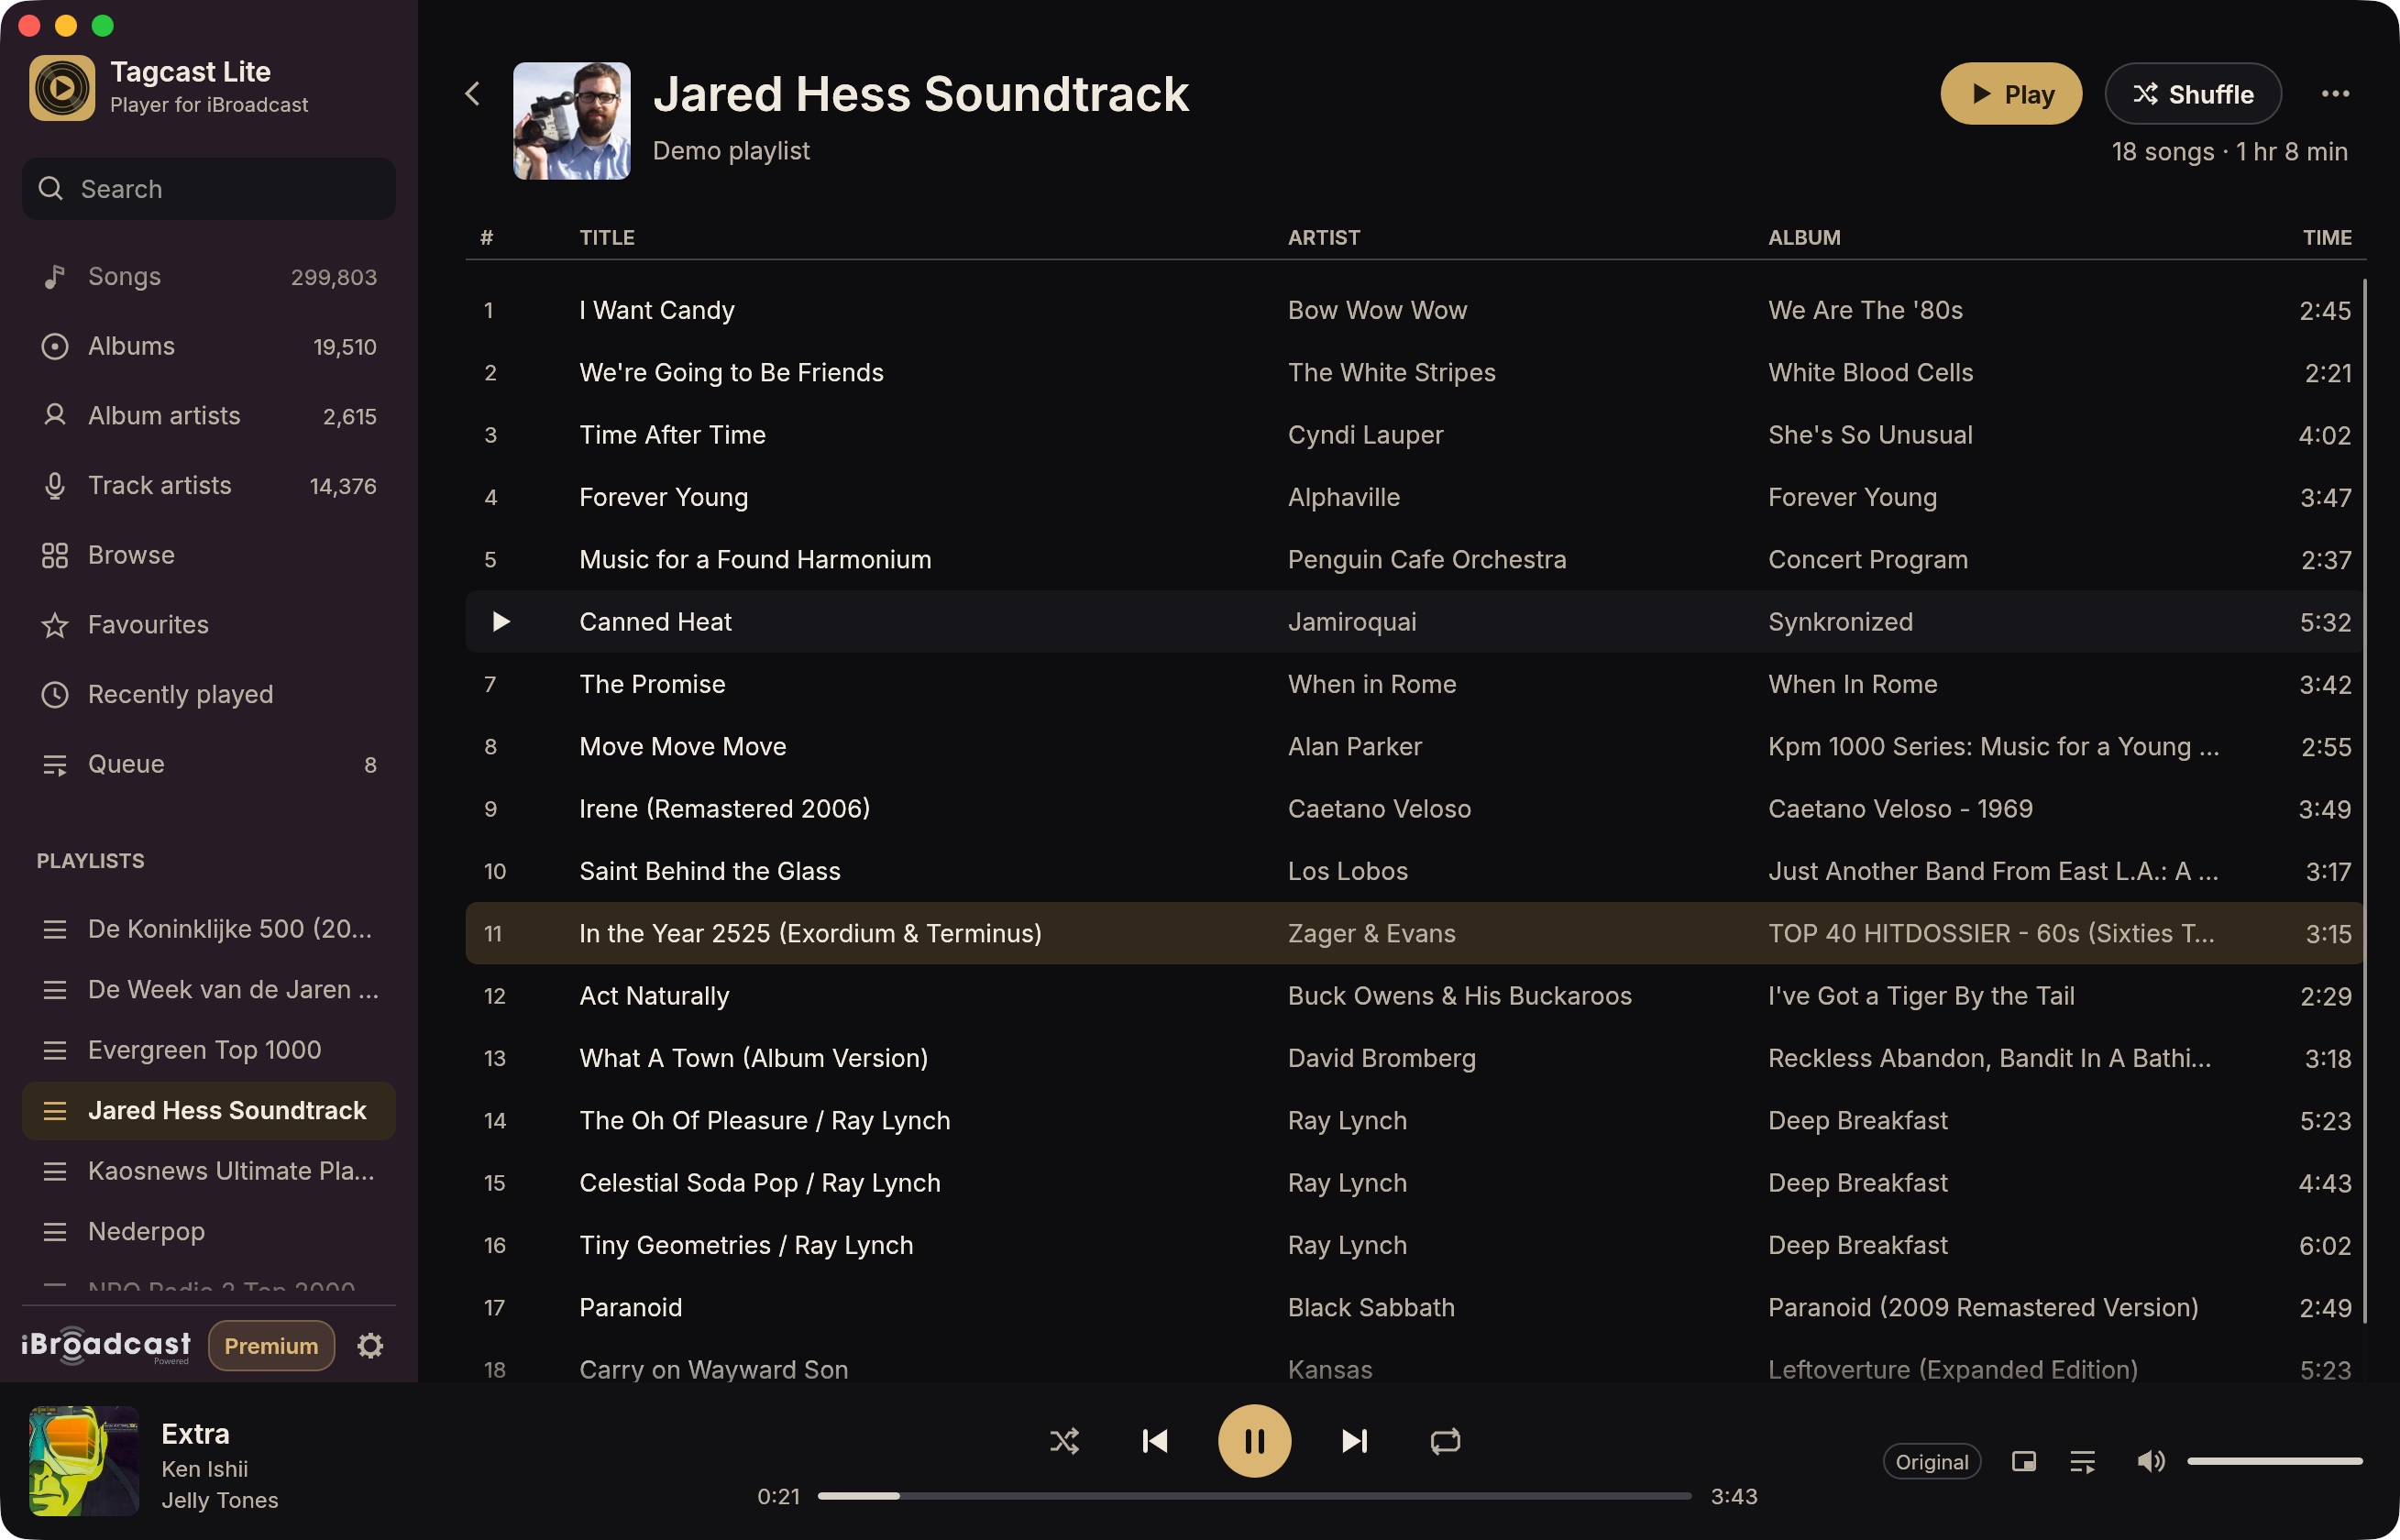 Tagcast Lite
Player for iBroadcast
Search
Songs 299,803
Albums 19,510
Album artists 2,615
Track artists 14,376
Browse
Favourites
Recently played
Queue 8
PLAYLISTS
De Koninklijke 500 (20...
De Week van de Jaren ...
Evergreen Top 1000
Jared Hess Soundtrack
Kaosnews Ultimate Pla...
Nederpop
NPO Radio 2 Top 2000
iBroadcast
Powered
Premium
Jared Hess Soundtrack
Demo playlist
Play
Shuffle
18 songs · 1 hr 8 min
# TITLE ARTIST ALBUM TIME
1 I Want Candy Bow Wow Wow We Are The '80s 2:45
2 We're Going to Be Friends The White Stripes White Blood Cells 2:21
3 Time After Time Cyndi Lauper She's So Unusual 4:02
4 Forever Young Alphaville Forever Young 3:47
5 Music for a Found Harmonium Penguin Cafe Orchestra Concert Program 2:37
Canned Heat Jamiroquai Synkronized 5:32
7 The Promise When in Rome When In Rome 3:42
8 Move Move Move Alan Parker Kpm 1000 Series: Music for a Young ... 2:55
9 Irene (Remastered 2006) Caetano Veloso Caetano Veloso - 1969 3:49
10 Saint Behind the Glass Los Lobos Just Another Band From East L.A.: A ... 3:17
11 In the Year 2525 (Exordium & Terminus) Zager & Evans TOP 40 HITDOSSIER - 60s (Sixties T... 3:15
12 Act Naturally Buck Owens & His Buckaroos I've Got a Tiger By the Tail 2:29
13 What A Town (Album Version) David Bromberg Reckless Abandon, Bandit In A Bathi... 3:18
14 The Oh Of Pleasure / Ray Lynch Ray Lynch Deep Breakfast 5:23
15 Celestial Soda Pop / Ray Lynch Ray Lynch Deep Breakfast 4:43
16 Tiny Geometries / Ray Lynch Ray Lynch Deep Breakfast 6:02
17 Paranoid Black Sabbath Paranoid (2009 Remastered Version) 2:49
18 Carry on Wayward Son Kansas Leftoverture (Expanded Edition) 5:23
Extra
Ken Ishii
Jelly Tones
0:21
3:43
Original